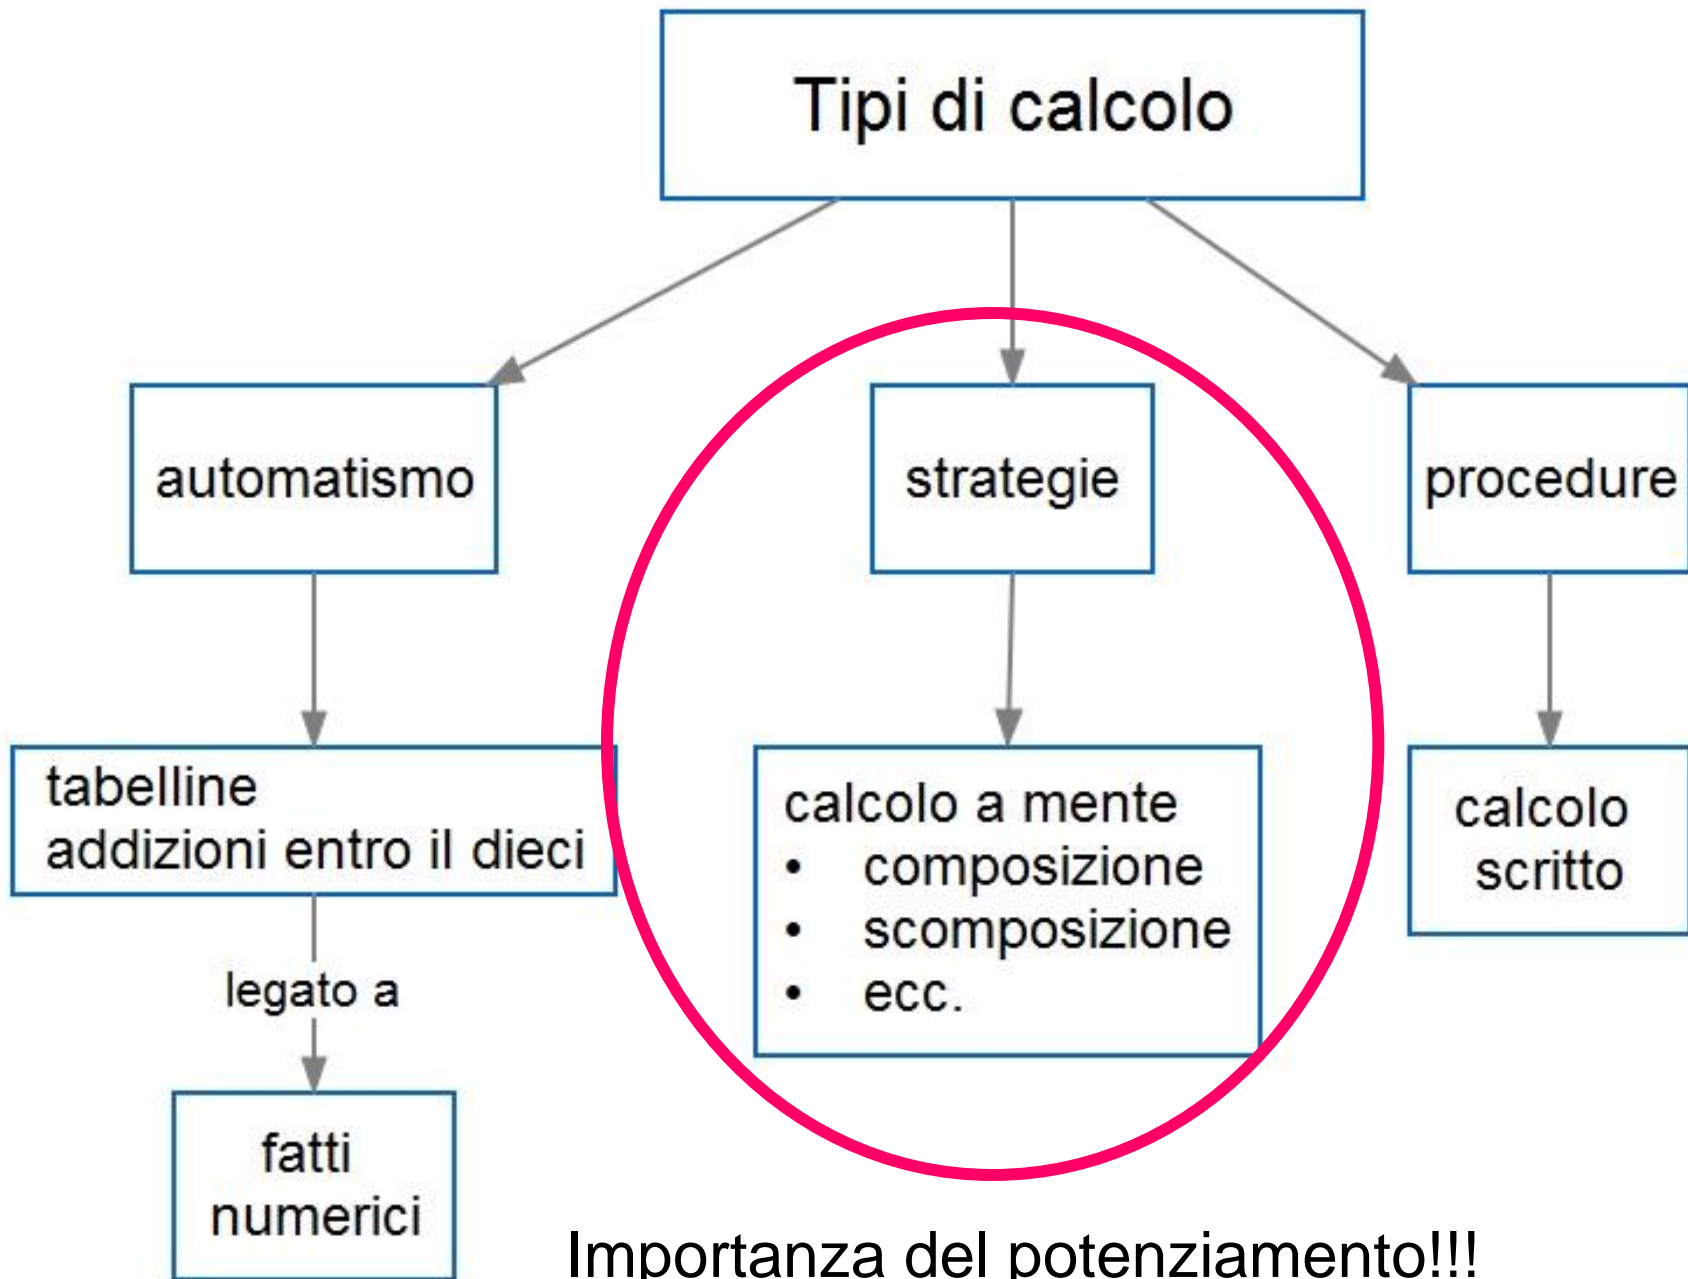 Tipi di calcolo
automatismo
strategie
procedure
tabelline
addizioni entro il dieci
calcolo a mente
• composizione
• scomposizione
• ecc.
calcolo
scritto
legato a
fatti
numerici
Importanza del potenziamento!!!